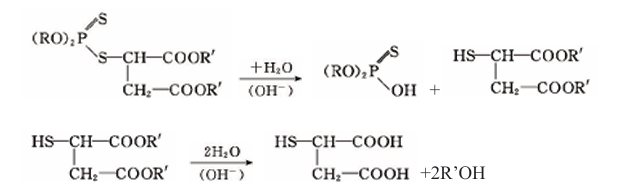 S
(RO)₂P
S—CH—COOR′ +H₂O S HS—CH—COOR′
CH₂—COOR′ (OH⁻) (RO)₂P OH + CH₂—COOR′
HS—CH—COOR′ 2H₂O HS—CH—COOH
CH₂—COOR′ (OH⁻) CH₂—COOH +2R'OH